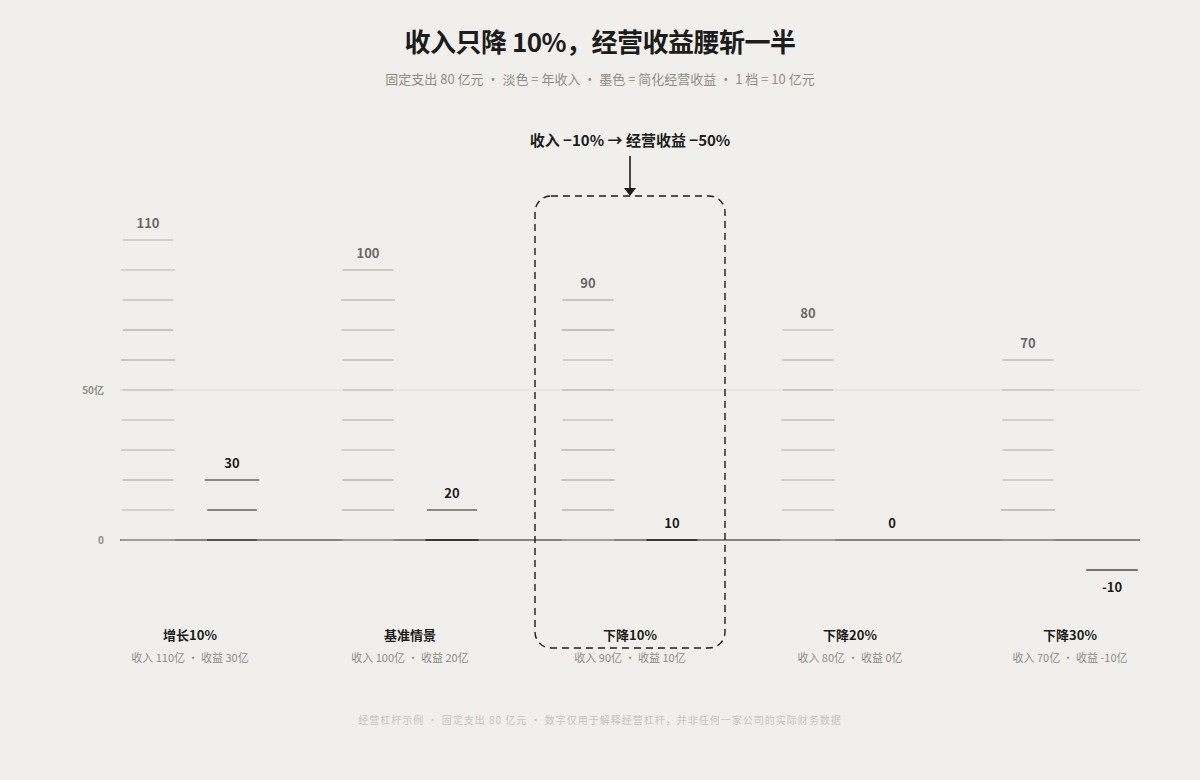 收入只降 10%，经营收益腰斩一半
固定支出 80 亿元 · 淡色 = 年收入 · 墨色 = 简化经营收益 · 1 档 = 10 亿元
收入 −10% → 经营收益 −50%
110
100
90
80
70
50亿
30
20
10
0
0
-10
增长10%
基准情景
下降10%
下降20%
下降30%
收入 110亿 · 收益 30亿
收入 100亿 · 收益 20亿
收入 90亿 · 收益 10亿
收入 80亿 · 收益 0亿
收入 70亿 · 收益 -10亿
经营杠杆示例 · 固定支出 80 亿元 · 数字仅用于解释经营杠杆，并非任何一家公司的实际财务数据